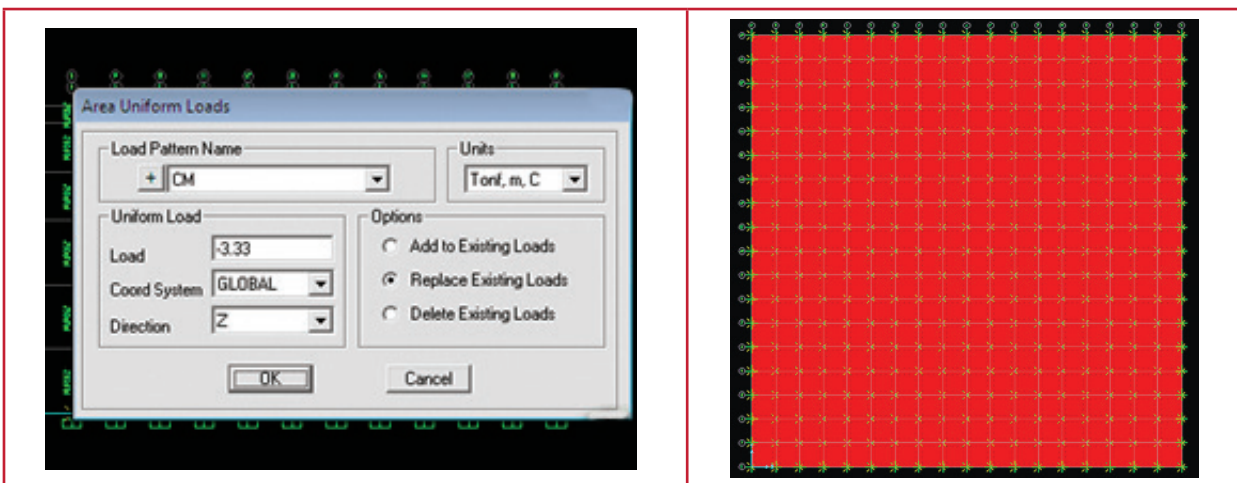 Area Uniform Loads
Load Pattern Name
+ CM
Units
Tonf, m, C
Uniform Load
Load -3.33
Coord System GLOBAL
Direction Z
Options
Add to Existing Loads
Replace Existing Loads
Delete Existing Loads
OK
Cancel